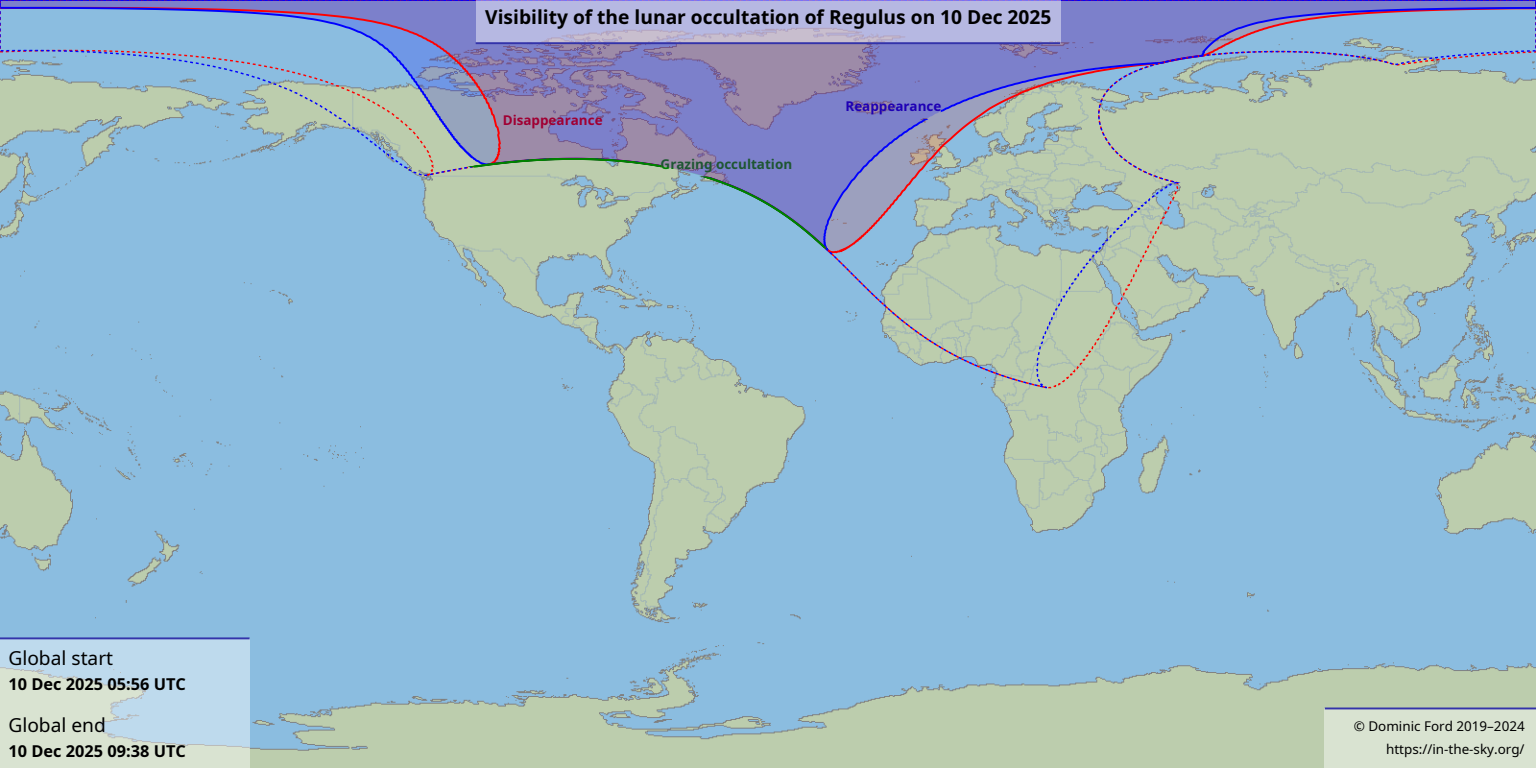 Visibility of the lunar occultation of Regulus on 10 Dec 2025
Reappearance
Disappearance
Grazing occultation
Global start
10 Dec 2025 05:56 UTC
Global end
10 Dec 2025 09:38 UTC
© Dominic Ford 2019–2024
https://in-the-sky.org/